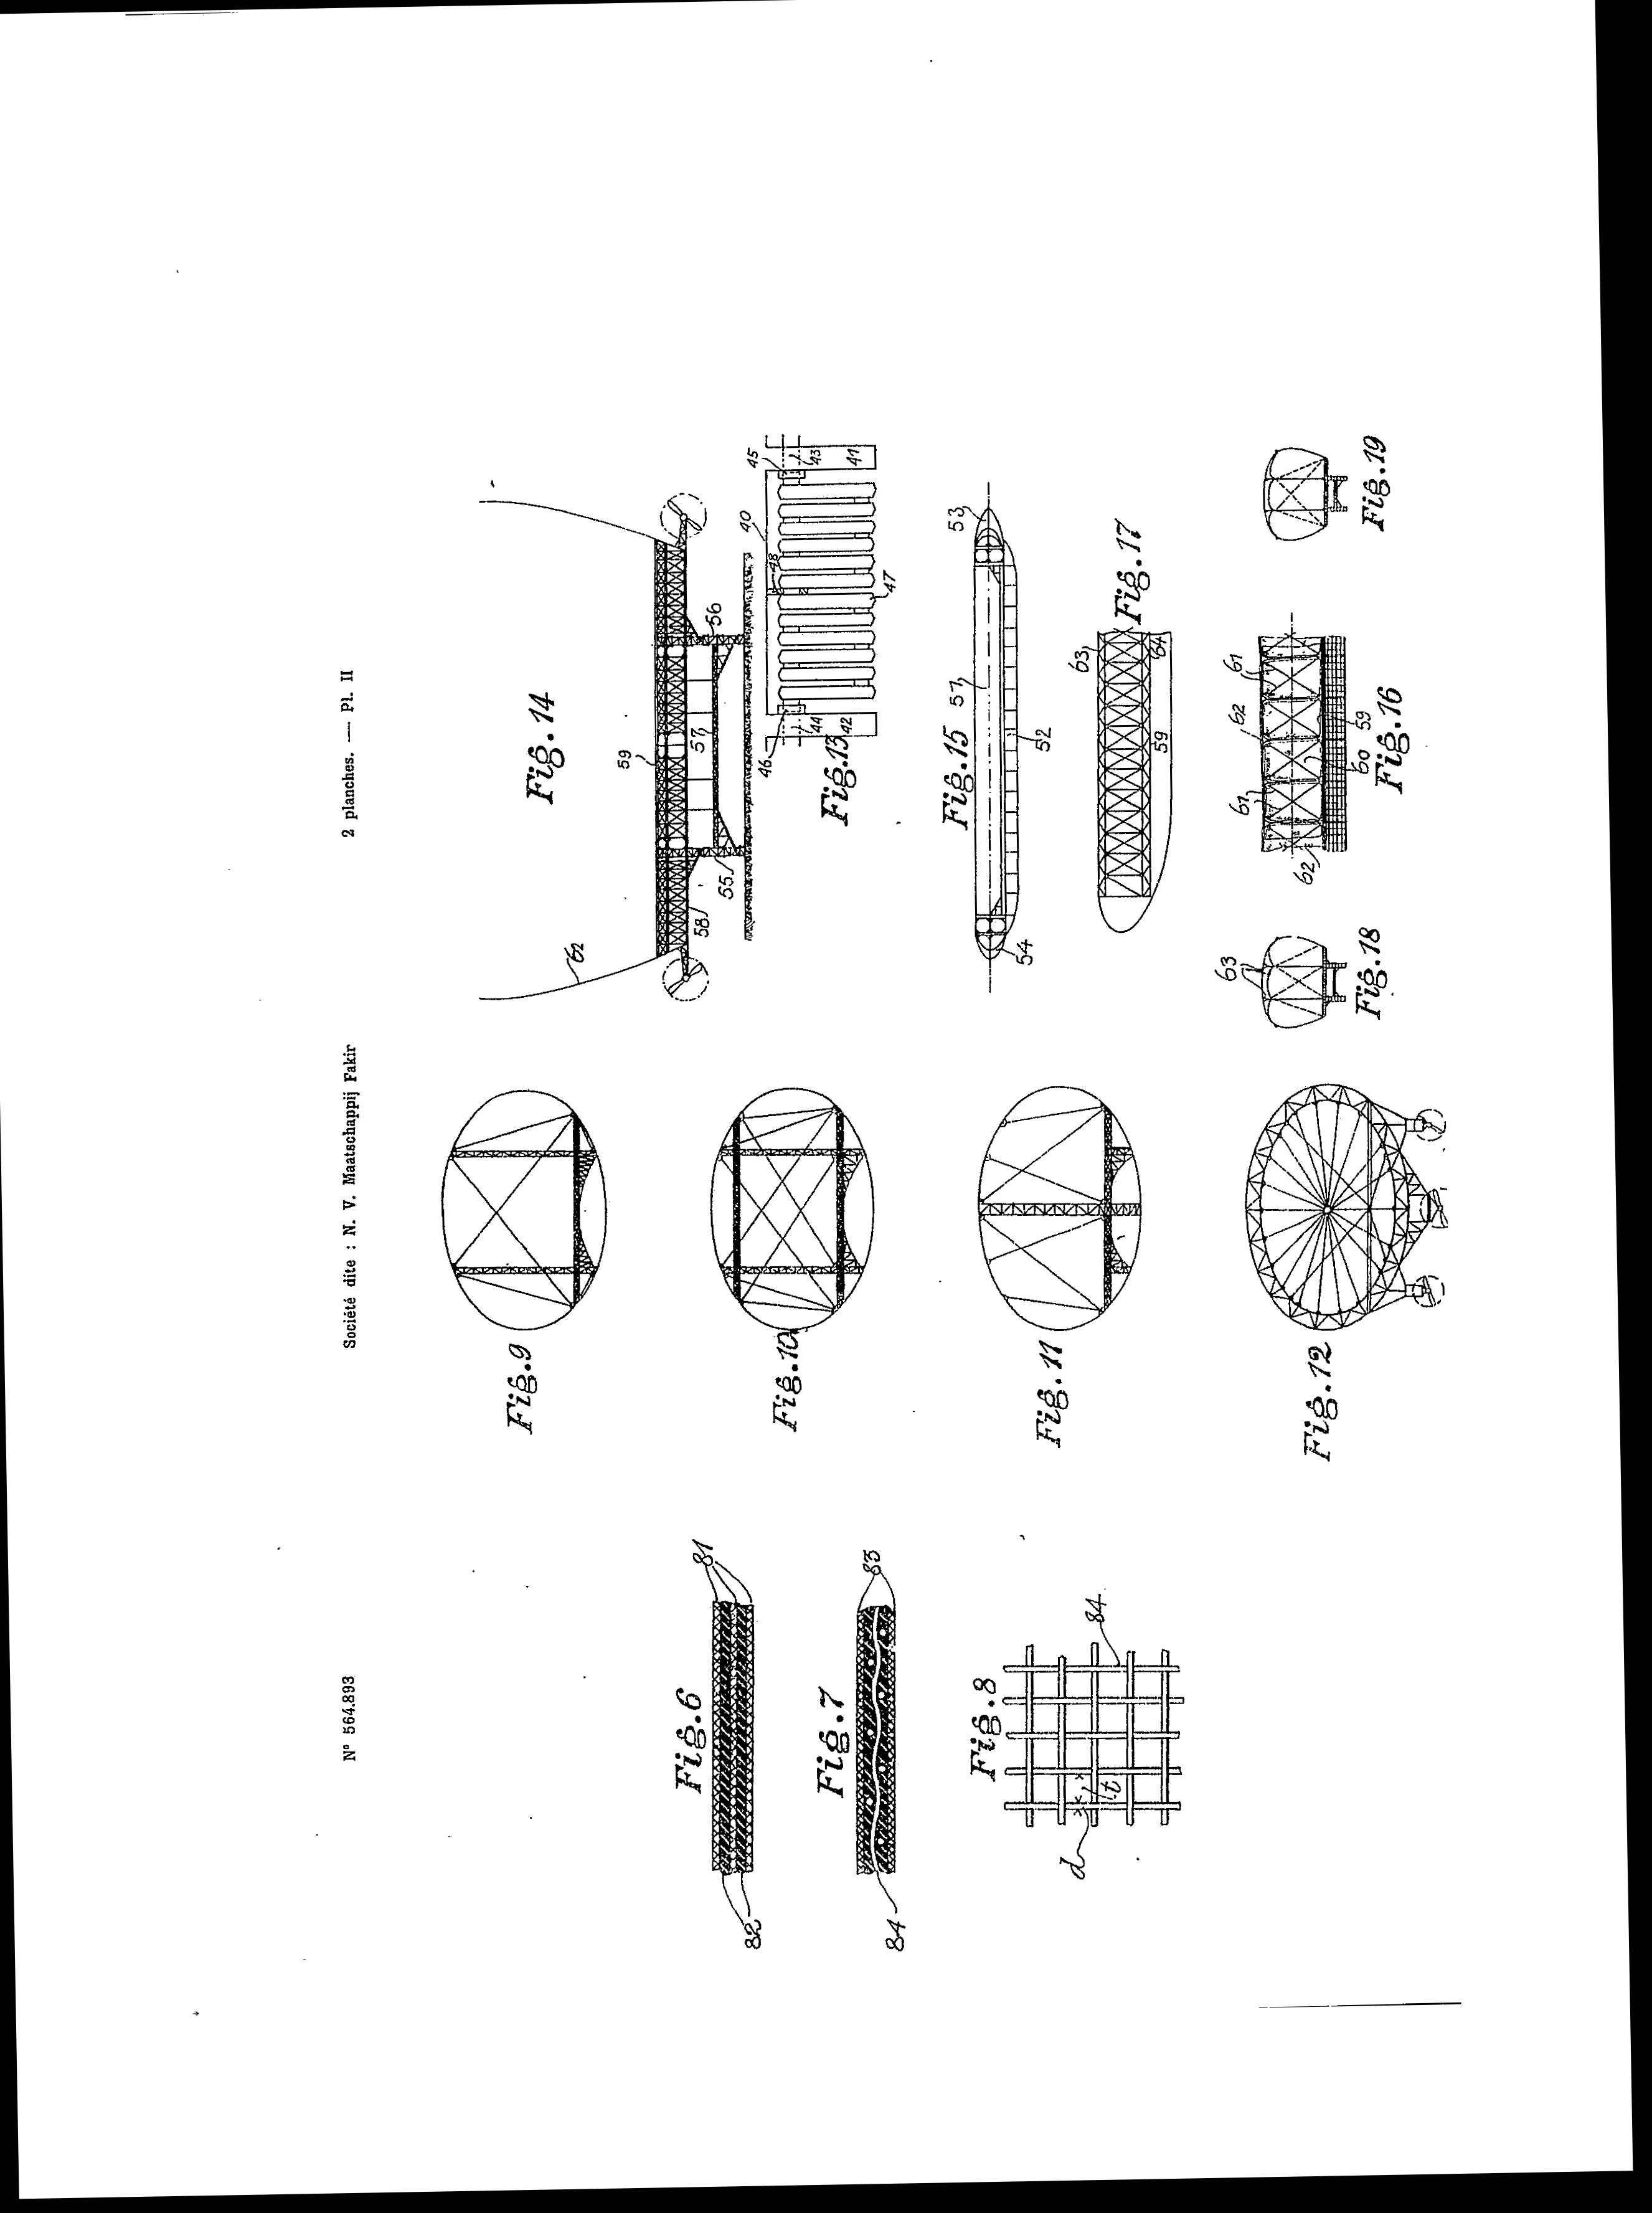 N° 564.893
Société dite : N. V. Maatschappij Fakir
2 planches. — Pl. II
Fig.6
81
82
Fig.7
83
84
Fig.8
84
d
t
Fig.9
Fig.10
Fig.11
Fig.12
Fig.14
62
59
58
57
55
56
Fig.13
40
45
43
41
48
47
46
44
42
Fig.15
53
51
52
54
Fig.17
63
64
59
Fig.16
61
62
61
59
60
62
Fig.18
63
Fig.19